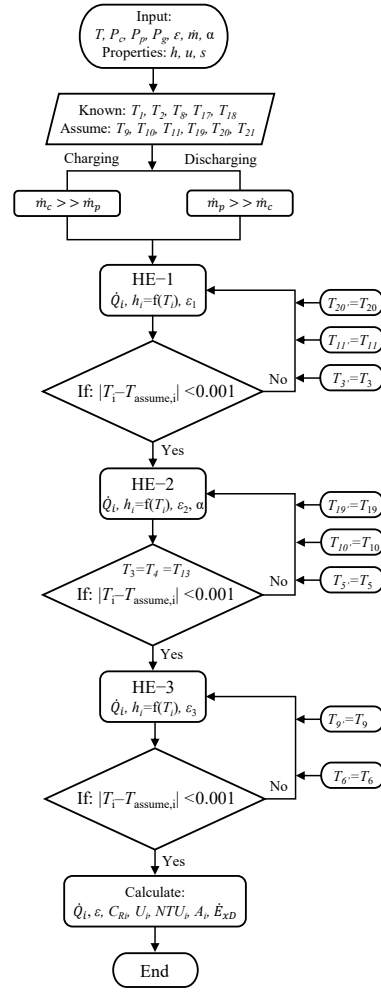 Input:
T, P_c, P_p, P_g, ε, ṁ, α
Properties: h, u, s
Known: T_1, T_2, T_8, T_17, T_18
Assume: T_9, T_10, T_11, T_19, T_20, T_21
Charging
Discharging
ṁ_c >> ṁ_p
ṁ_p >> ṁ_c
HE−1
Q̇_i, h_i=f(T_i), ε_1
T_20'=T_20
T_11'=T_11
T_3'=T_3
If: |T_i−T_assume,i| <0.001
No
Yes
HE−2
Q̇_i, h_i=f(T_i), ε_2, α
T_19'=T_19
T_10'=T_10
T_5'=T_5
T_3=T_4 =T_13
If: |T_i−T_assume,i| <0.001
No
Yes
HE−3
Q̇_i, h_i=f(T_i), ε_3
T_9'=T_9
T_6'=T_6
If: |T_i−T_assume,i| <0.001
No
Yes
Calculate:
Q̇_i, ε, C_Ri, U_i, NTU_i, A_i, Ė_xD
End